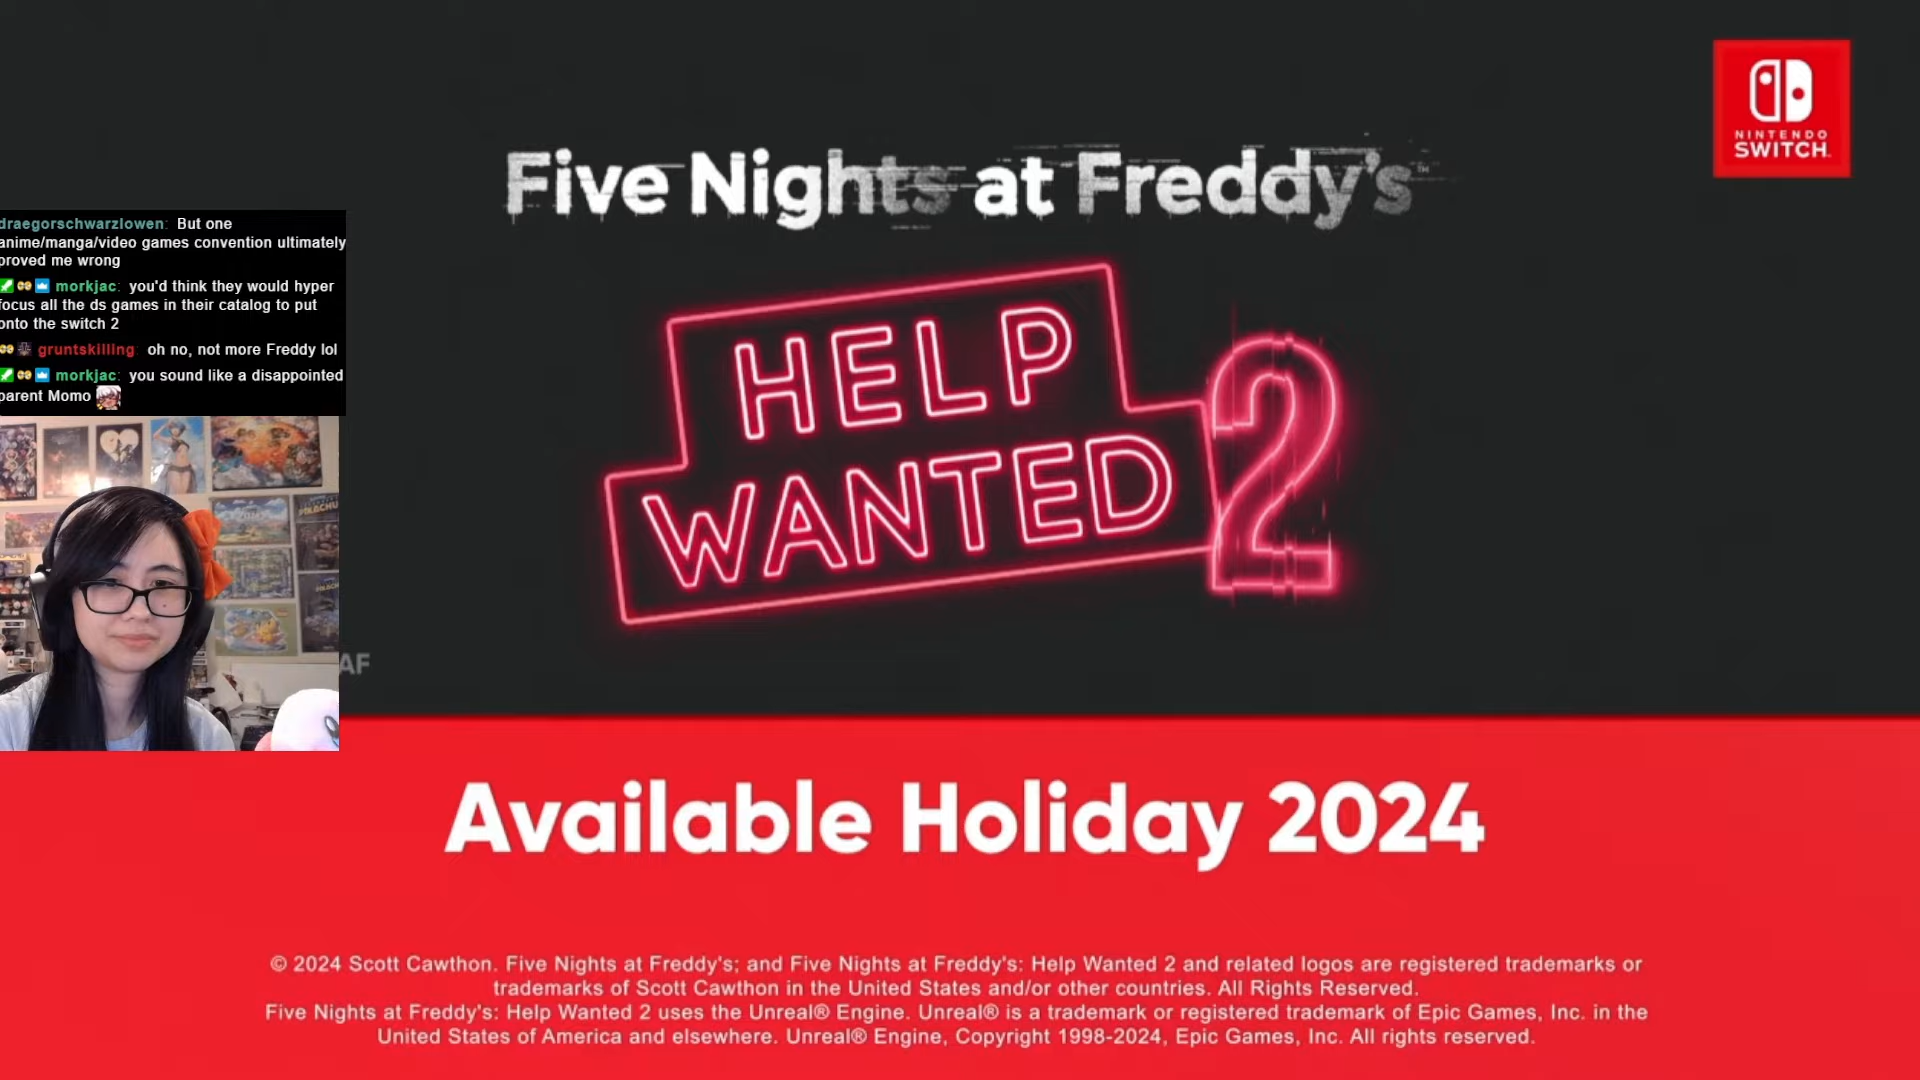 NINTENDO
SWITCH.
Five Nights at Freddy's™
HELP
WANTED
2
draegorschwarzlowen: But one
anime/manga/video games convention ultimately
proved me wrong
morkjac: you'd think they would hyper
focus all the ds games in their catalog to put
onto the switch 2
gruntskilling: oh no, not more Freddy lol
morkjac: you sound like a disappointed
parent Momo
PIKACHU
AF
Available Holiday 2024
© 2024 Scott Cawthon. Five Nights at Freddy's; and Five Nights at Freddy's: Help Wanted 2 and related logos are registered trademarks or
trademarks of Scott Cawthon in the United States and/or other countries. All Rights Reserved.
Five Nights at Freddy's: Help Wanted 2 uses the Unreal® Engine. Unreal® is a trademark or registered trademark of Epic Games, Inc. in the
United States of America and elsewhere. Unreal® Engine, Copyright 1998-2024, Epic Games, Inc. All rights reserved.